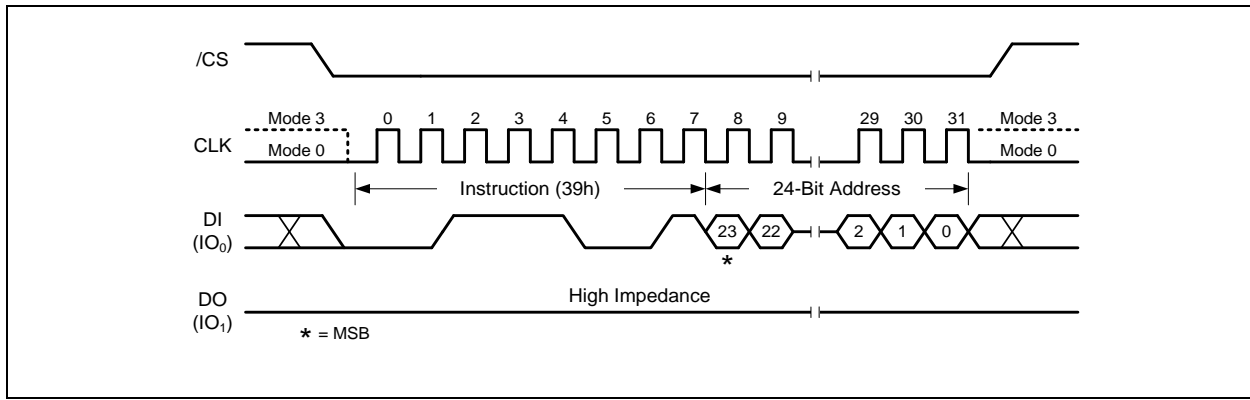 /CS
Mode 3 0 1 2 3 4 5 6 7 8 9 29 30 31 Mode 3
CLK
Mode 0 Mode 0
Instruction (39h) 24-Bit Address
DI
(IO₀) 23 22 2 1 0
*
High Impedance
DO
(IO₁)
* = MSB